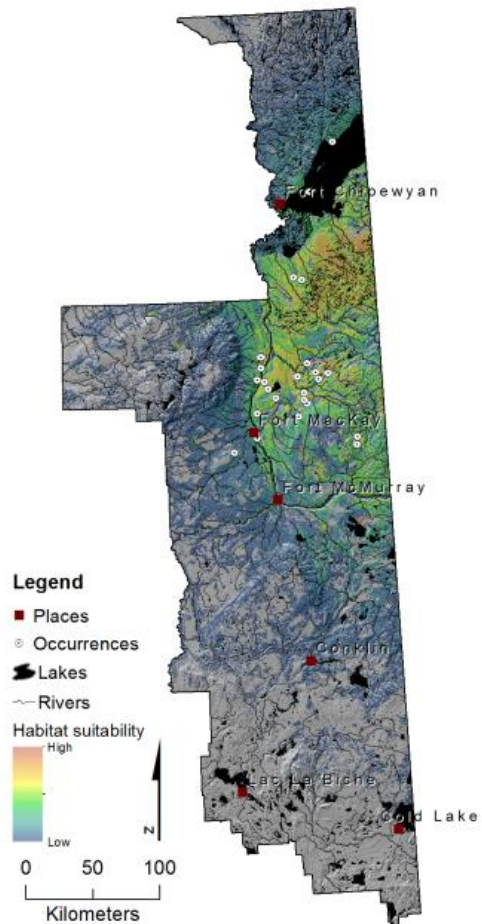 Fort Chipewyan
Fort MacKay
Fort McMurray
Conklin
Lac La Biche
Cold Lake
Legend
Places
Occurrences
Lakes
Rivers
Habitat suitability
High
Low
N
0 50 100
Kilometers